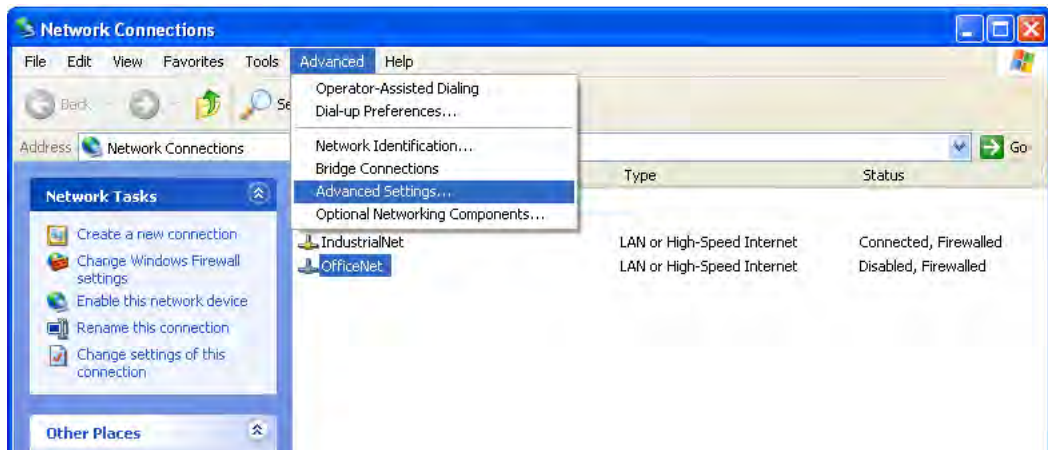 Network Connections
File Edit View Favorites Tools Advanced Help
Back
Se
Operator-Assisted Dialing
Dial-up Preferences...
Network Identification...
Bridge Connections
Advanced Settings...
Optional Networking Components...
Address Network Connections Go
Type Status
Network Tasks
Create a new connection
Change Windows Firewall
settings
Enable this network device
Rename this connection
Change settings of this
connection
Other Places
IndustrialNet LAN or High-Speed Internet Connected, Firewalled
OfficeNet LAN or High-Speed Internet Disabled, Firewalled